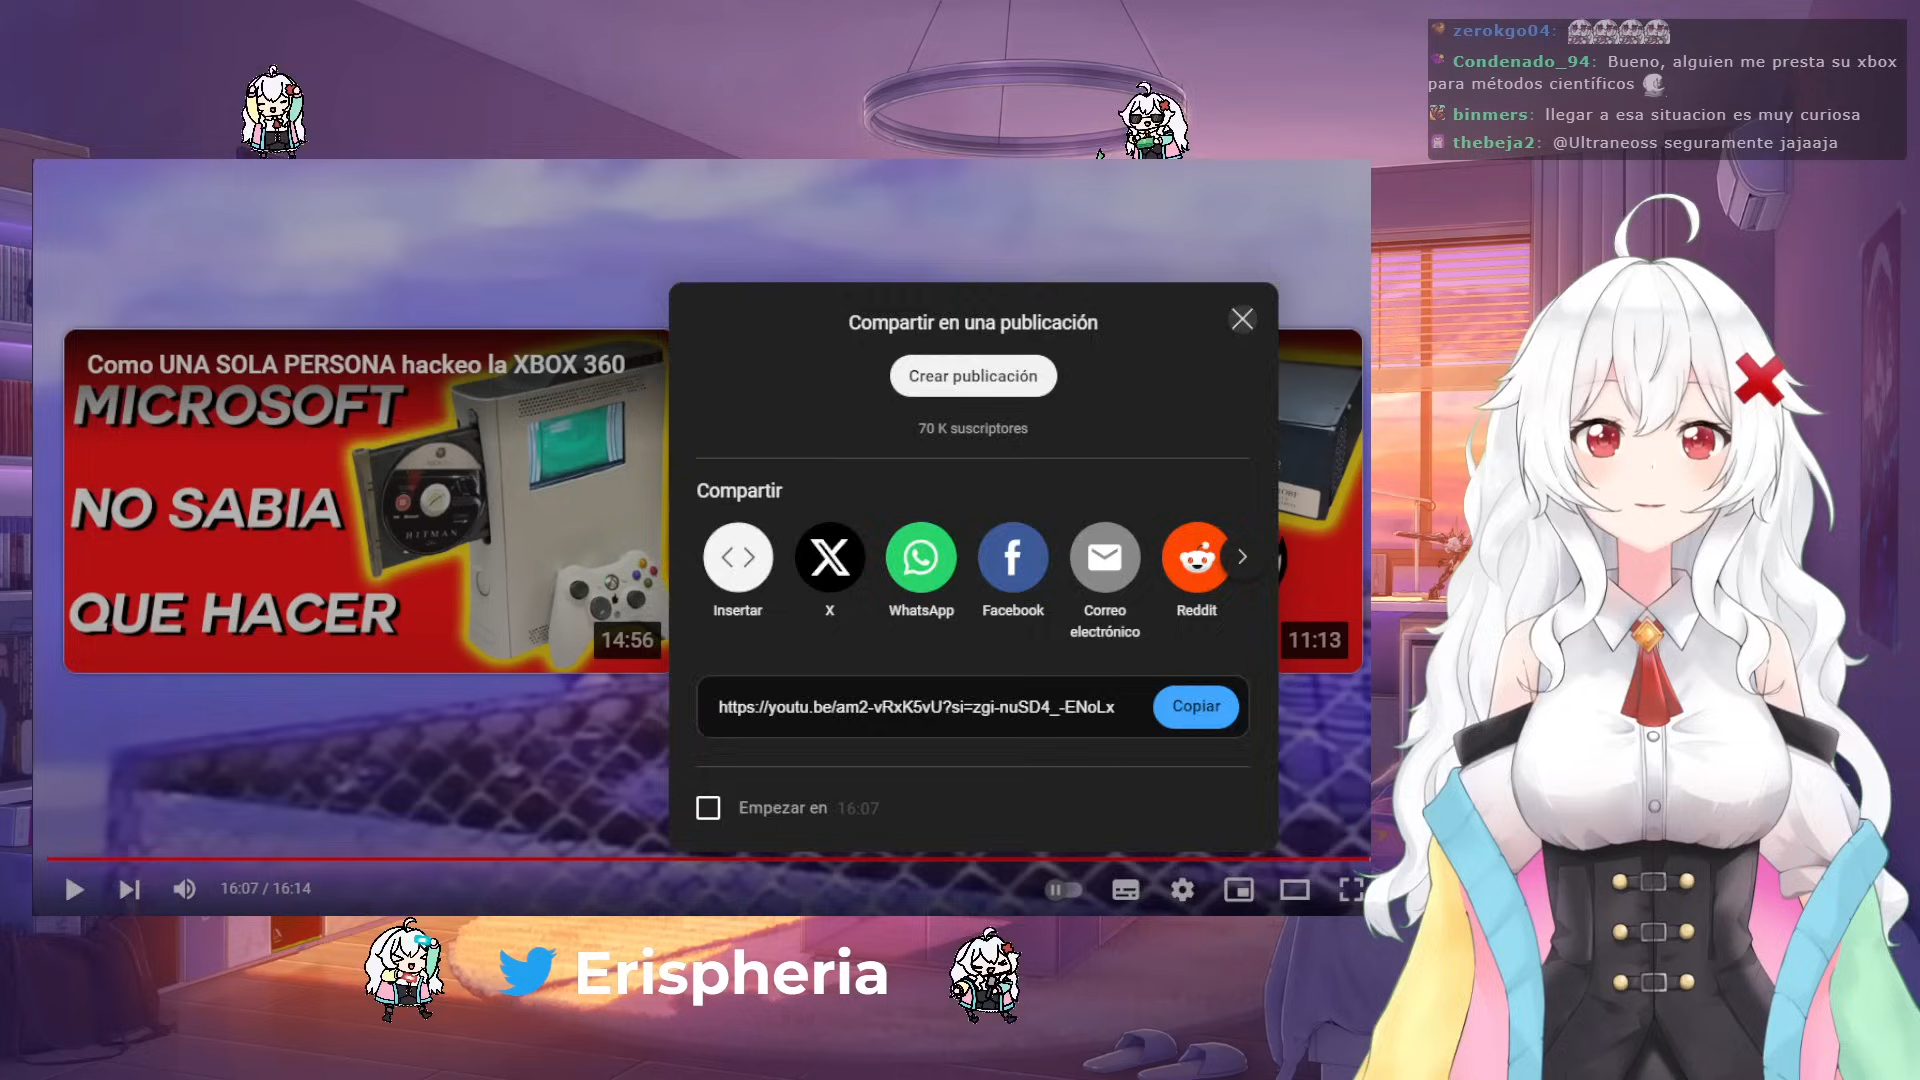 zerokgo04:
Condenado_94: Bueno, alguien me presta su xbox
para métodos científicos
binmers: llegar a esa situacion es muy curiosa
thebeja2: @Ultraneoss seguramente jajaaja
Compartir en una publicación
Crear publicación
70 K suscriptores
Como UNA SOLA PERSONA hackeo la XBOX 360
MICROSOFT
NO SABIA
QUE HACER
HITMAN
14:56
11:13
Compartir
Insertar
X
WhatsApp
Facebook
Correo
electrónico
Reddit
https://youtu.be/am2-vRxK5vU?si=zgi-nuSD4_-ENoLx
Copiar
Empezar en 16:07
16:07 / 16:14
Erispheria